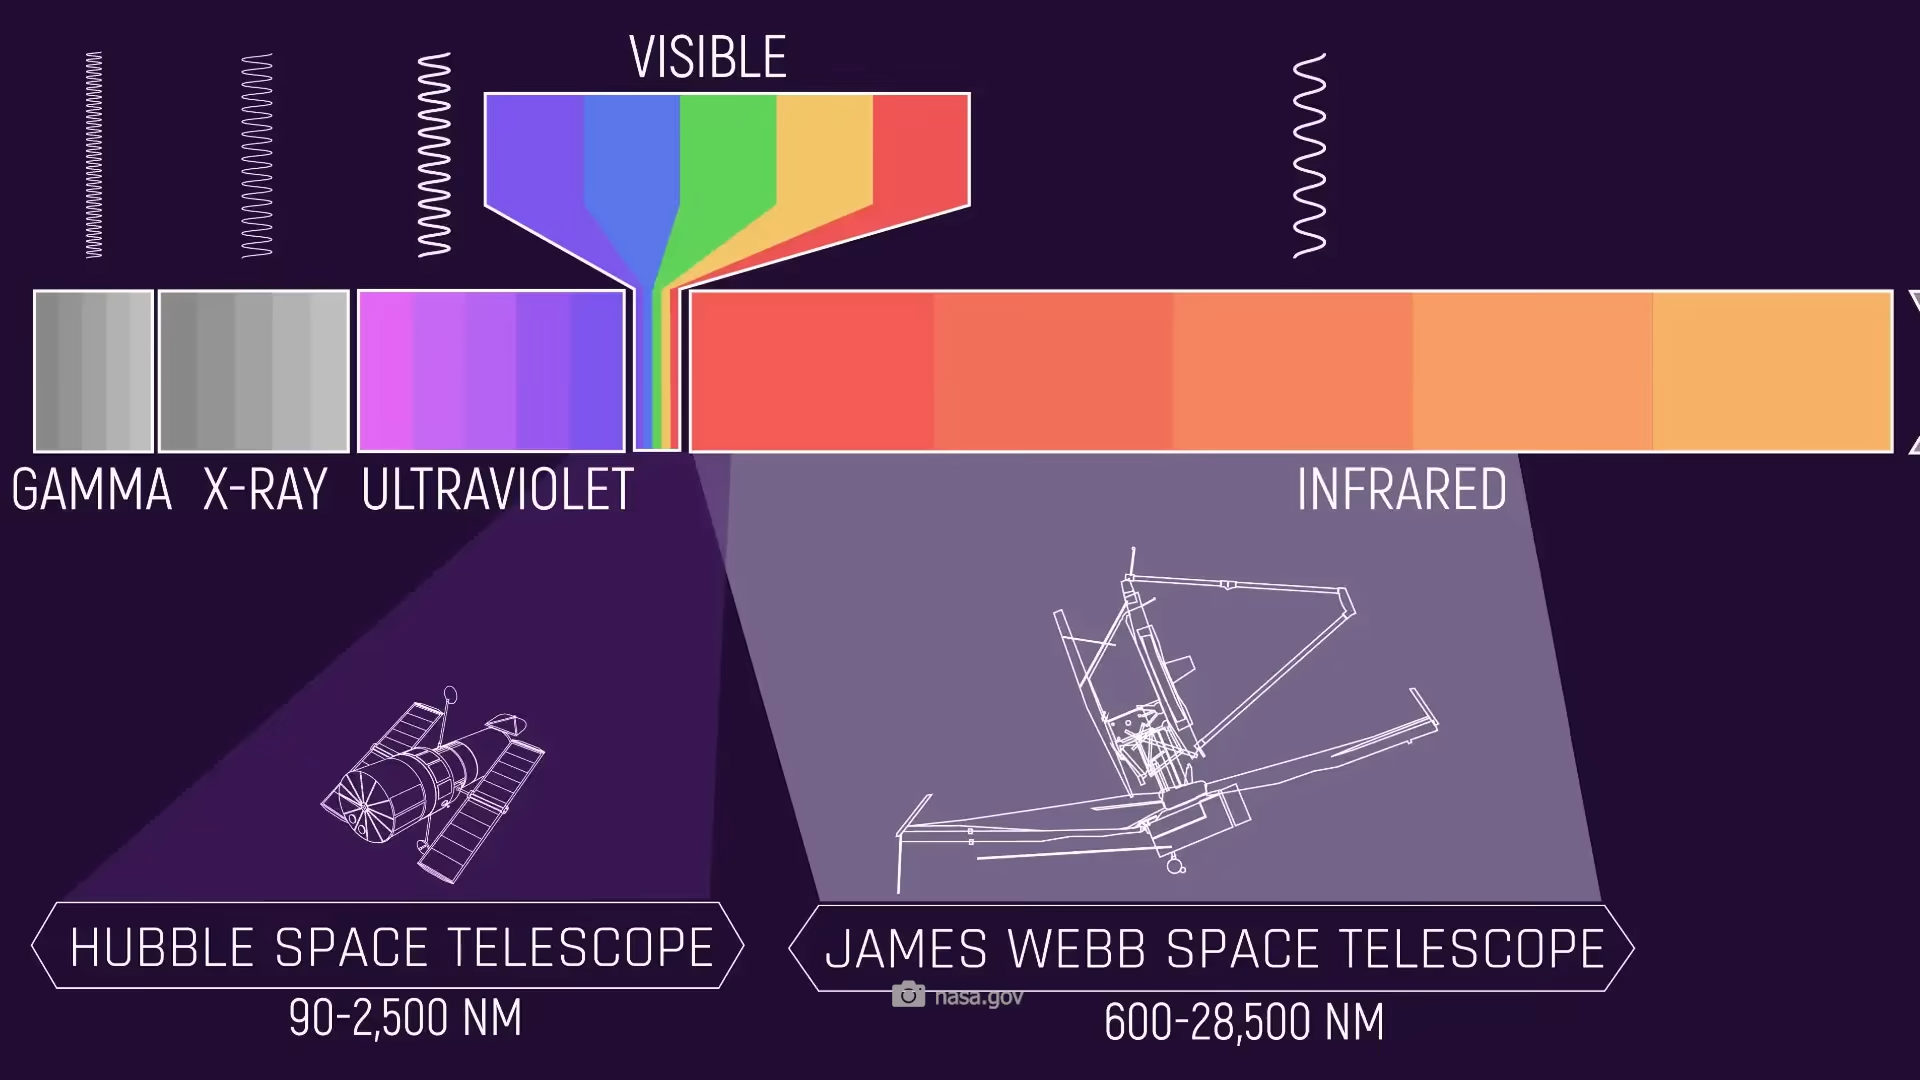 VISIBLE
GAMMA X-RAY ULTRAVIOLET INFRARED
HUBBLE SPACE TELESCOPE
90-2,500 NM
JAMES WEBB SPACE TELESCOPE
nasa.gov
600-28,500 NM